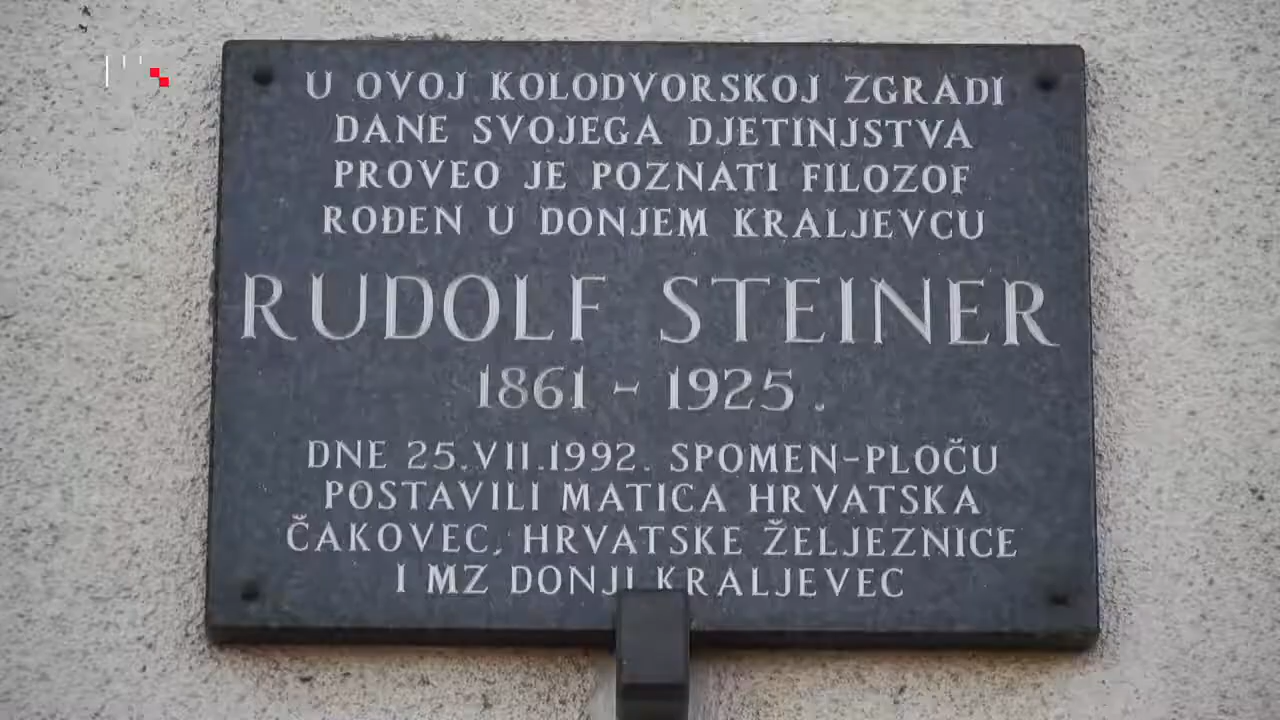 U OVOJ KOLODVORSKOJ ZGRADI
DANE SVOJEGA DJETINJSTVA
PROVEO JE POZNATI FILOZOF
ROĐEN U DONJEM KRALJEVCU
RUDOLF STEINER
1861 - 1925.
DNE 25.VII.1992. SPOMEN-PLOČU
POSTAVILI MATICA HRVATSKA
ČAKOVEC, HRVATSKE ŽELJEZNICE
I MZ DONJI KRALJEVEC